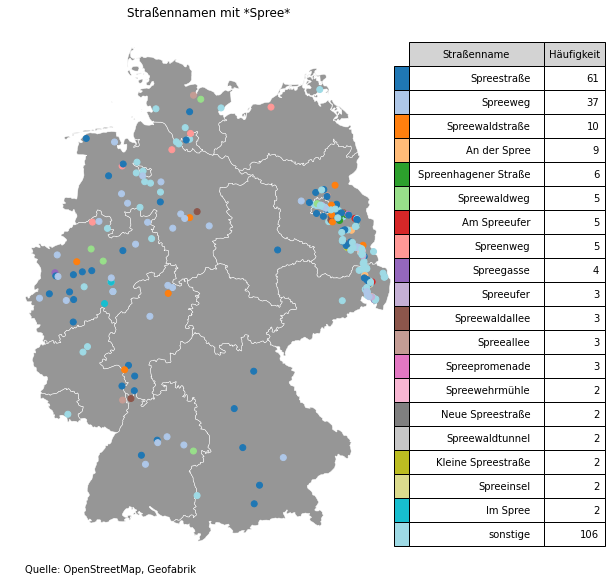 Straßennamen mit *Spree*
Straßenname Häufigkeit
Spreestraße 61
Spreeweg 37
Spreewaldstraße 10
An der Spree 9
Spreenhagener Straße 6
Spreewaldweg 5
Am Spreeufer 5
Spreenweg 5
Spreegasse 4
Spreeufer 3
Spreewaldallee 3
Spreeallee 3
Spreepromenade 3
Spreewehrmühle 2
Neue Spreestraße 2
Spreewaldtunnel 2
Kleine Spreestraße 2
Spreeinsel 2
Im Spree 2
sonstige 106
Quelle: OpenStreetMap, Geofabrik